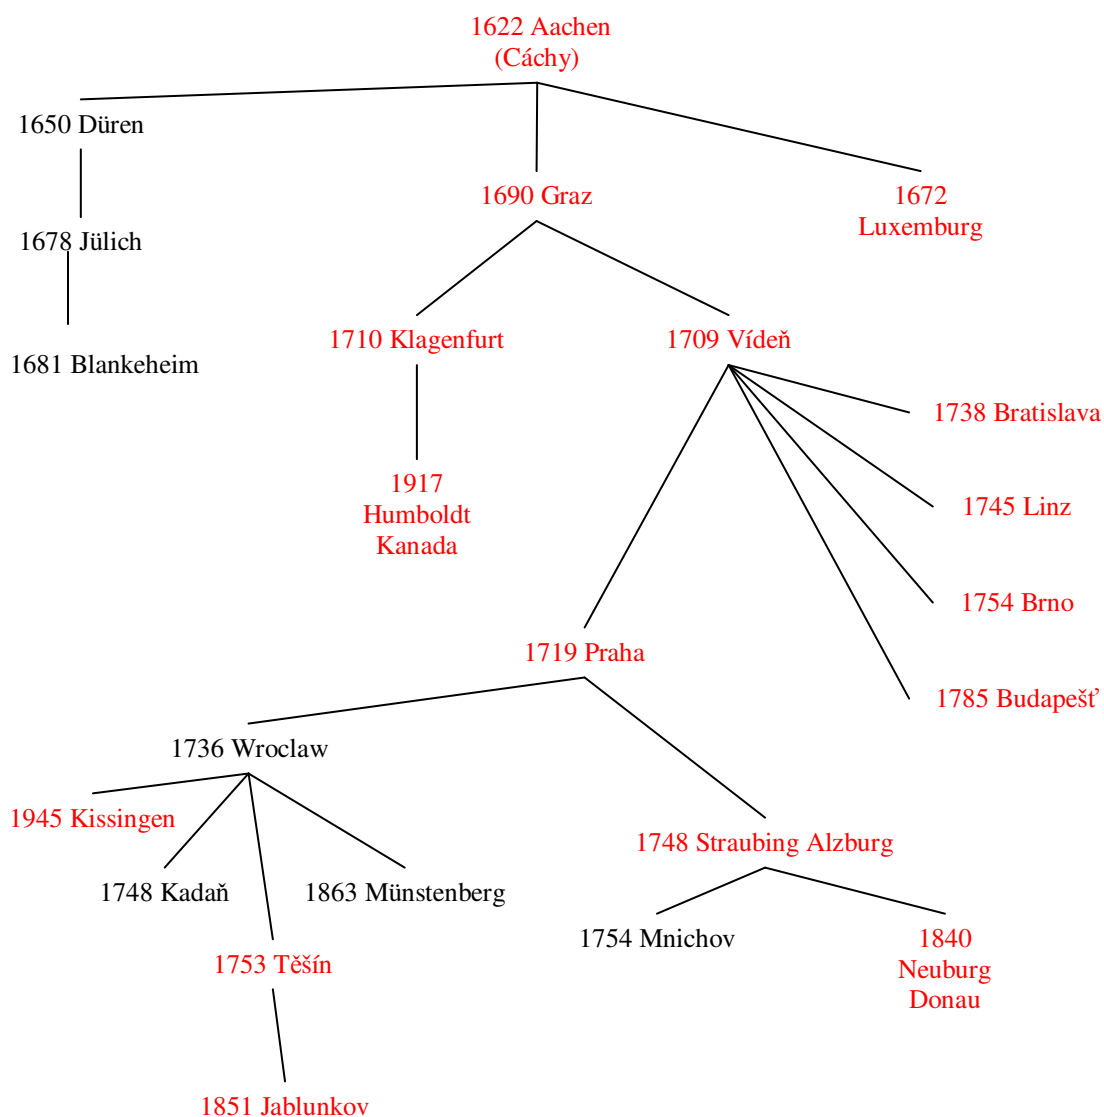 1622 Aachen
(Cáchy)
1650 Düren
1690 Graz
1672
Luxemburg
1678 Jülich
1710 Klagenfurt
1709 Vídeň
1681 Blankeheim
1738 Bratislava
1917
Humboldt
Kanada
1745 Linz
1754 Brno
1719 Praha
1785 Budapešť
1736 Wroclaw
1945 Kissingen
1748 Straubing Alzburg
1748 Kadaň
1863 Münstenberg
1754 Mnichov
1840
Neuburg
Donau
1753 Těšín
1851 Jablunkov